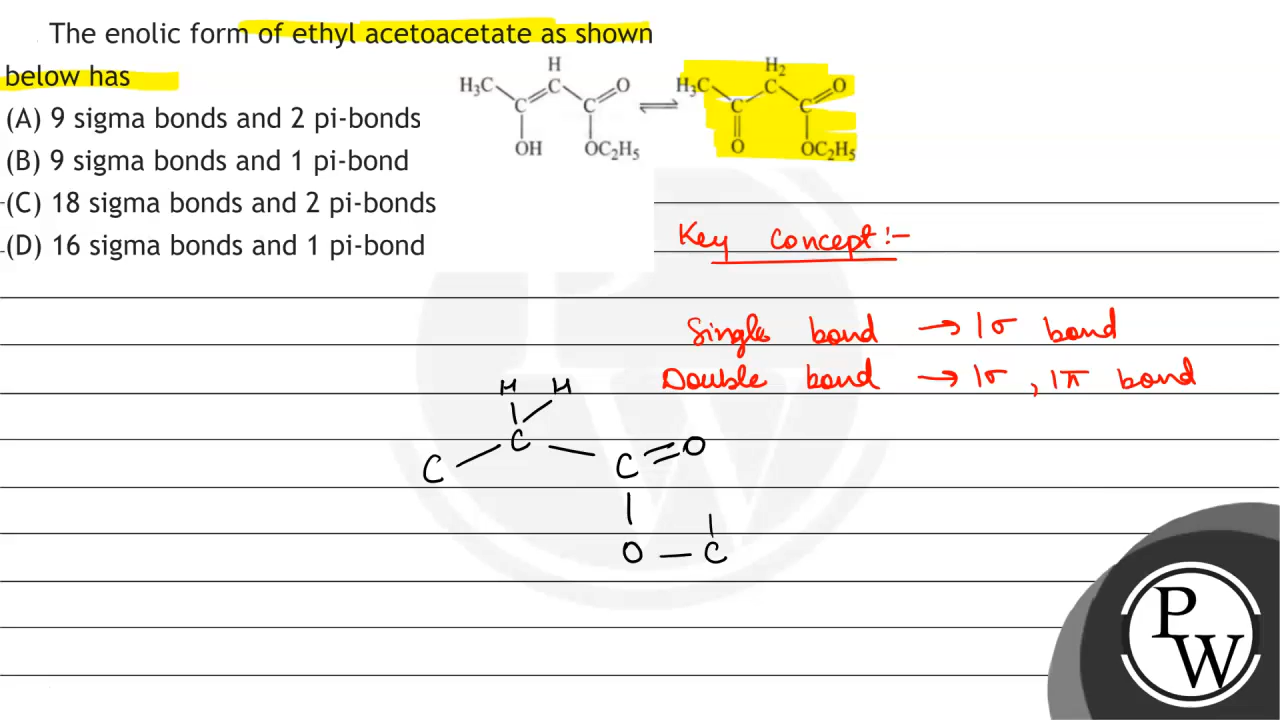 The enolic form of ethyl acetoacetate as shown
below has
(A) 9 sigma bonds and 2 pi-bonds
(B) 9 sigma bonds and 1 pi-bond
(C) 18 sigma bonds and 2 pi-bonds
(D) 16 sigma bonds and 1 pi-bond
H H₂
H₃C C O ⇌ H₃C C O
C C C C
OH OC₂H₅ O OC₂H₅
Key concept :-
Single bond → 1σ bond
Double bond → 1σ , 1π bond
H H
C
C C = O
O – C
P
W